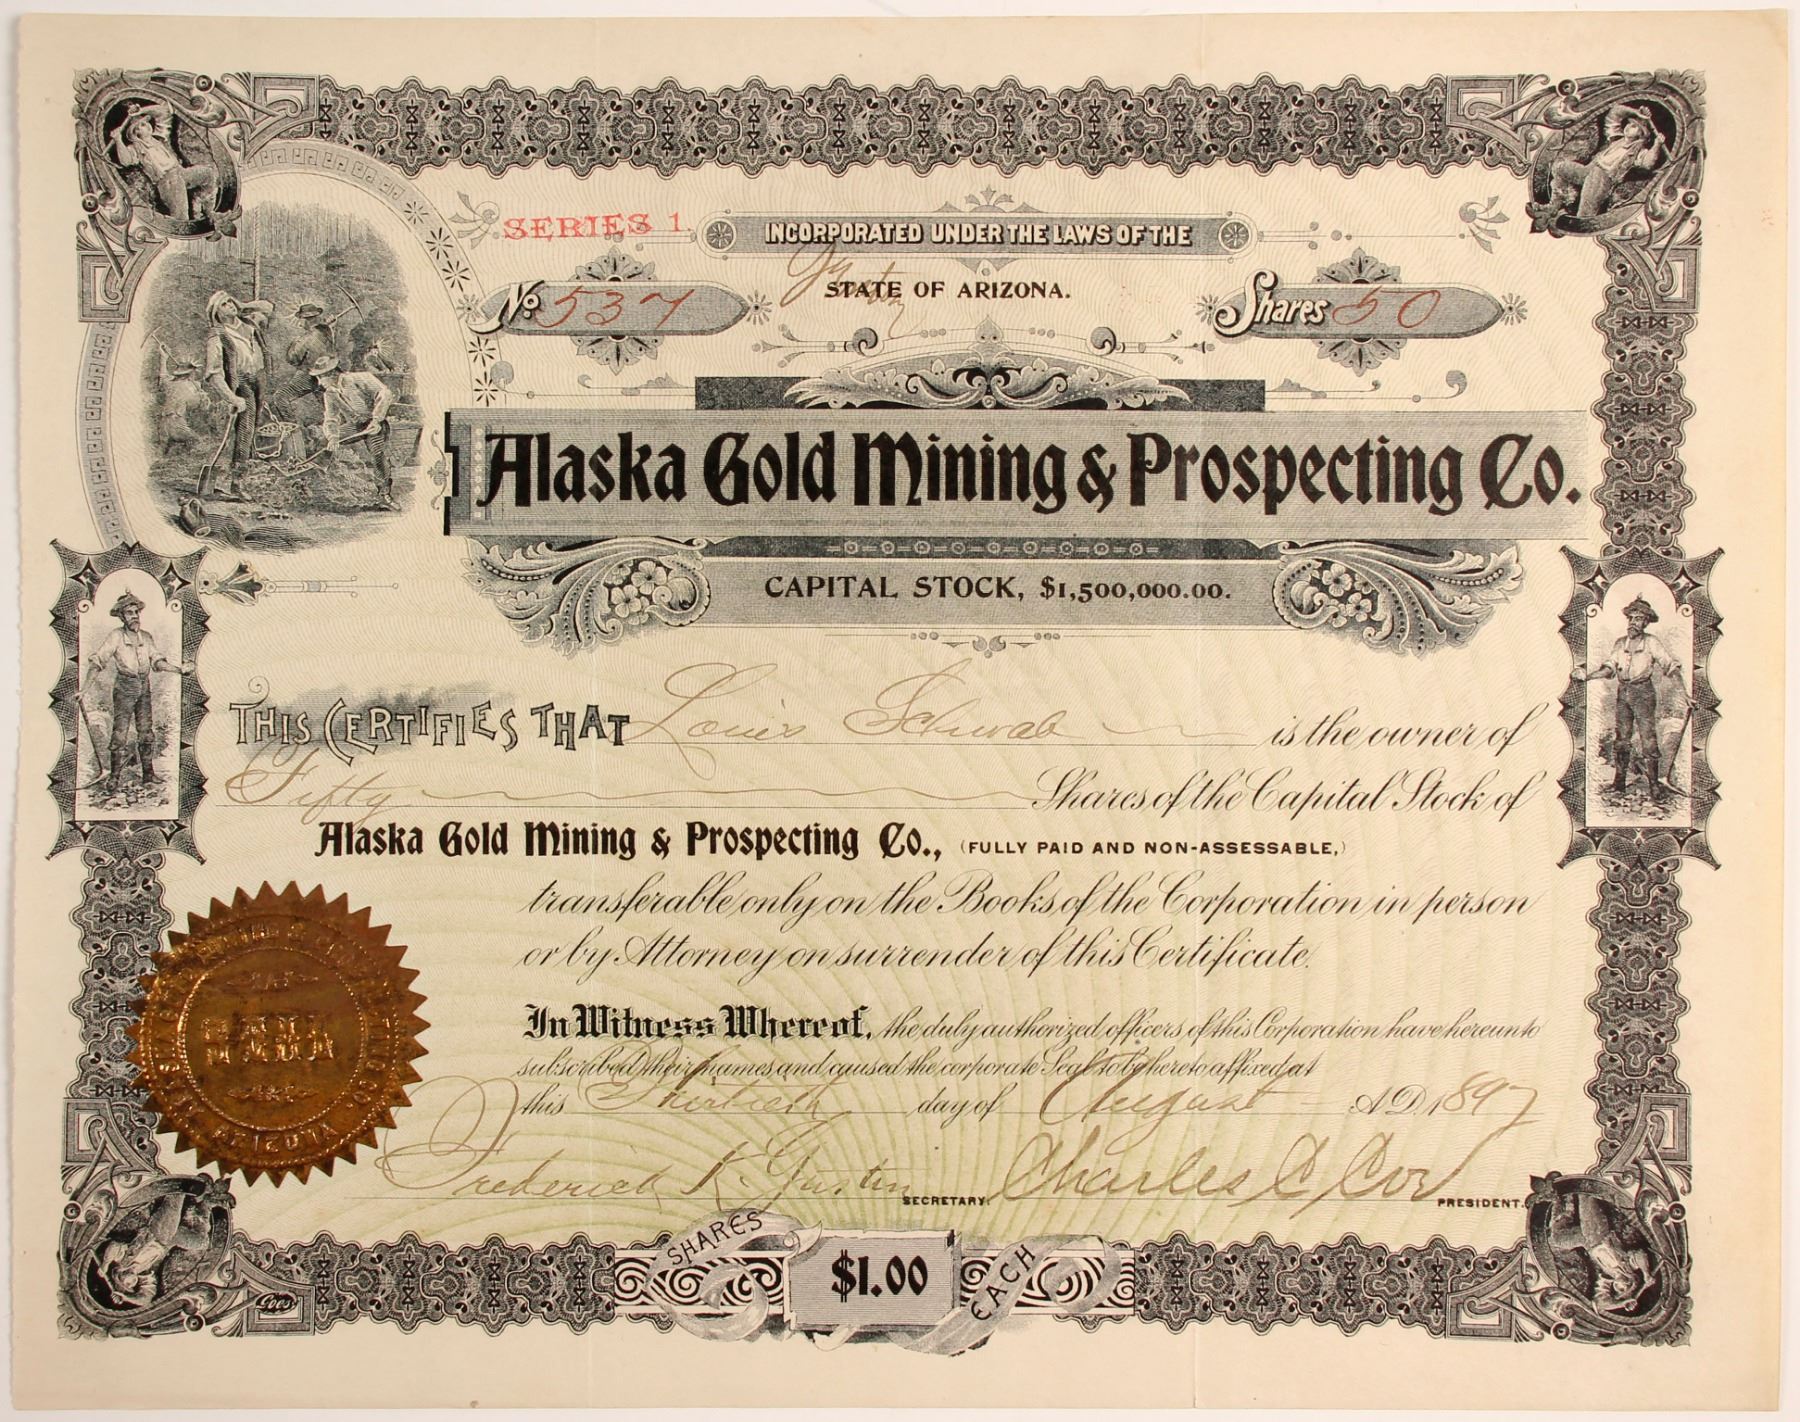 SERIES 1.
INCORPORATED UNDER THE LAWS OF THE
STATE OF ARIZONA.
No 537
Shares 50
Alaska Gold Mining & Prospecting Co.
CAPITAL STOCK, $1,500,000.00.
THIS CERTIFIES THAT Louis Schwab is the owner of
Fifty Shares of the Capital Stock of
Alaska Gold Mining & Prospecting Co., (FULLY PAID AND NON-ASSESSABLE,)
transferable only on the Books of the Corporation in person
or by Attorney on surrender of this Certificate.
In Witness Whereof, the duly authorized officers of this Corporation have hereunto
subscribed their names and caused the corporate Seal to be hereto affixed at
this Thirtieth day of August A.D. 1897
Frederick K. Gustin SECRETARY. Charles C Cox PRESIDENT.
ARIZONA
SHARES $1.00 EACH
Goes